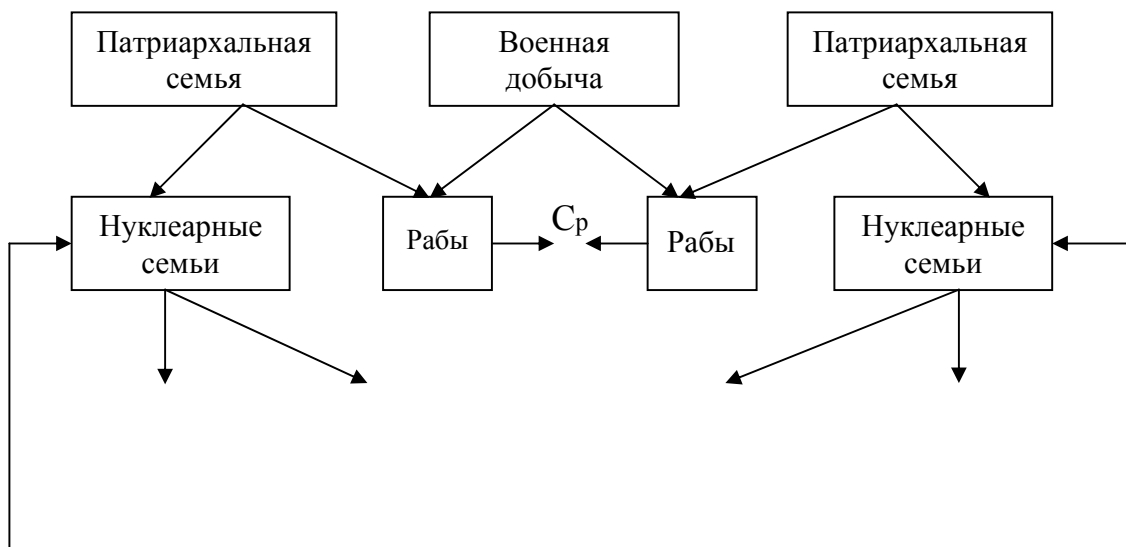 Патриархальная
семья
Военная
добыча
Патриархальная
семья
Нуклеарные
семьи
Рабы
Ср
Рабы
Нуклеарные
семьи